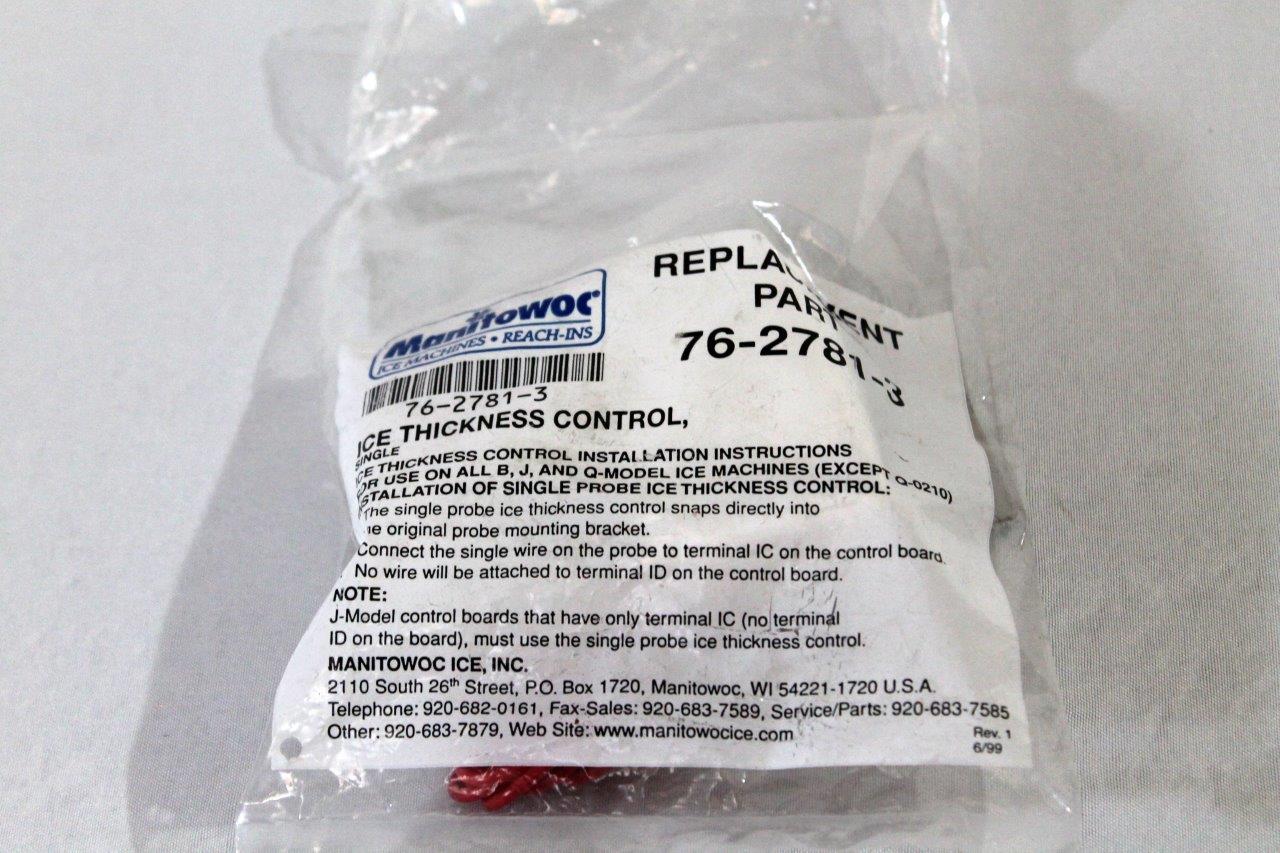 Manitowoc
ICE MACHINES • REACH-INS
REPLACEMENT
PART
76-2781-3
76-2781-3
ICE THICKNESS CONTROL,
SINGLE
ICE THICKNESS CONTROL INSTALLATION INSTRUCTIONS
FOR USE ON ALL B, J, AND Q-MODEL ICE MACHINES (EXCEPT Q-0210)
INSTALLATION OF SINGLE PROBE ICE THICKNESS CONTROL:
The single probe ice thickness control snaps directly into
the original probe mounting bracket.
Connect the single wire on the probe to terminal IC on the control board.
No wire will be attached to terminal ID on the control board.
NOTE:
J-Model control boards that have only terminal IC (no terminal
ID on the board), must use the single probe ice thickness control.
MANITOWOC ICE, INC.
2110 South 26th Street, P.O. Box 1720, Manitowoc, WI 54221-1720 U.S.A.
Telephone: 920-682-0161, Fax-Sales: 920-683-7589, Service/Parts: 920-683-7585
Other: 920-683-7879, Web Site: www.manitowocice.com
Rev. 1
6/99